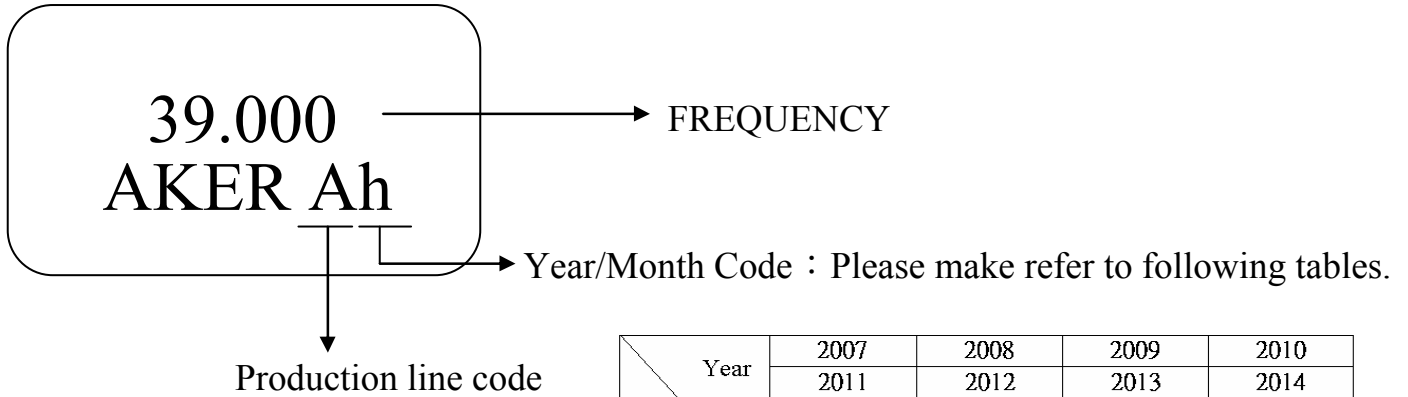 39.000
FREQUENCY
AKER Ah
Year/Month Code：Please make refer to following tables.
Production line code
Year
2007 2008 2009 2010
2011 2012 2013 2014